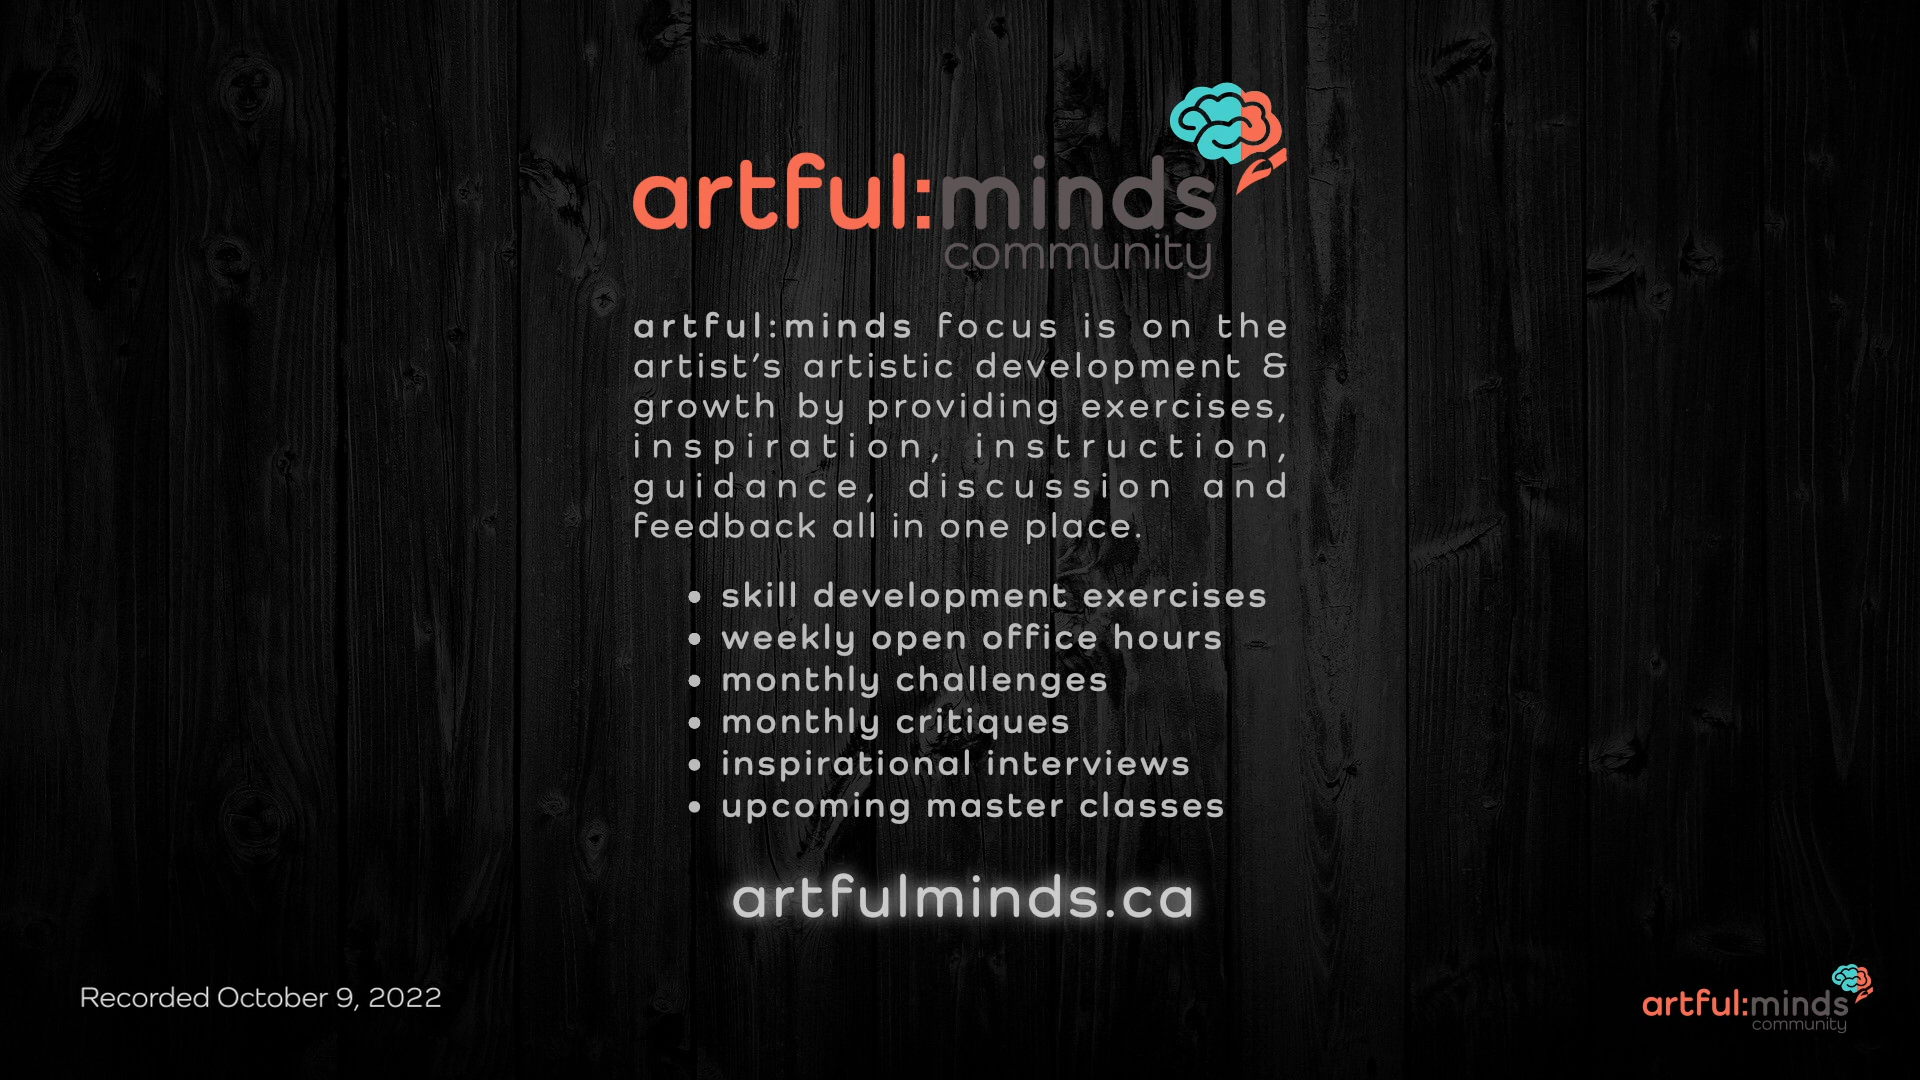 artful:minds
community
artful:minds focus is on the
artist’s artistic development &
growth by providing exercises,
inspiration, instruction,
guidance, discussion and
feedback all in one place.
• skill development exercises
• weekly open office hours
• monthly challenges
• monthly critiques
• inspirational interviews
• upcoming master classes
artfulminds.ca
Recorded October 9, 2022
artful:minds
community